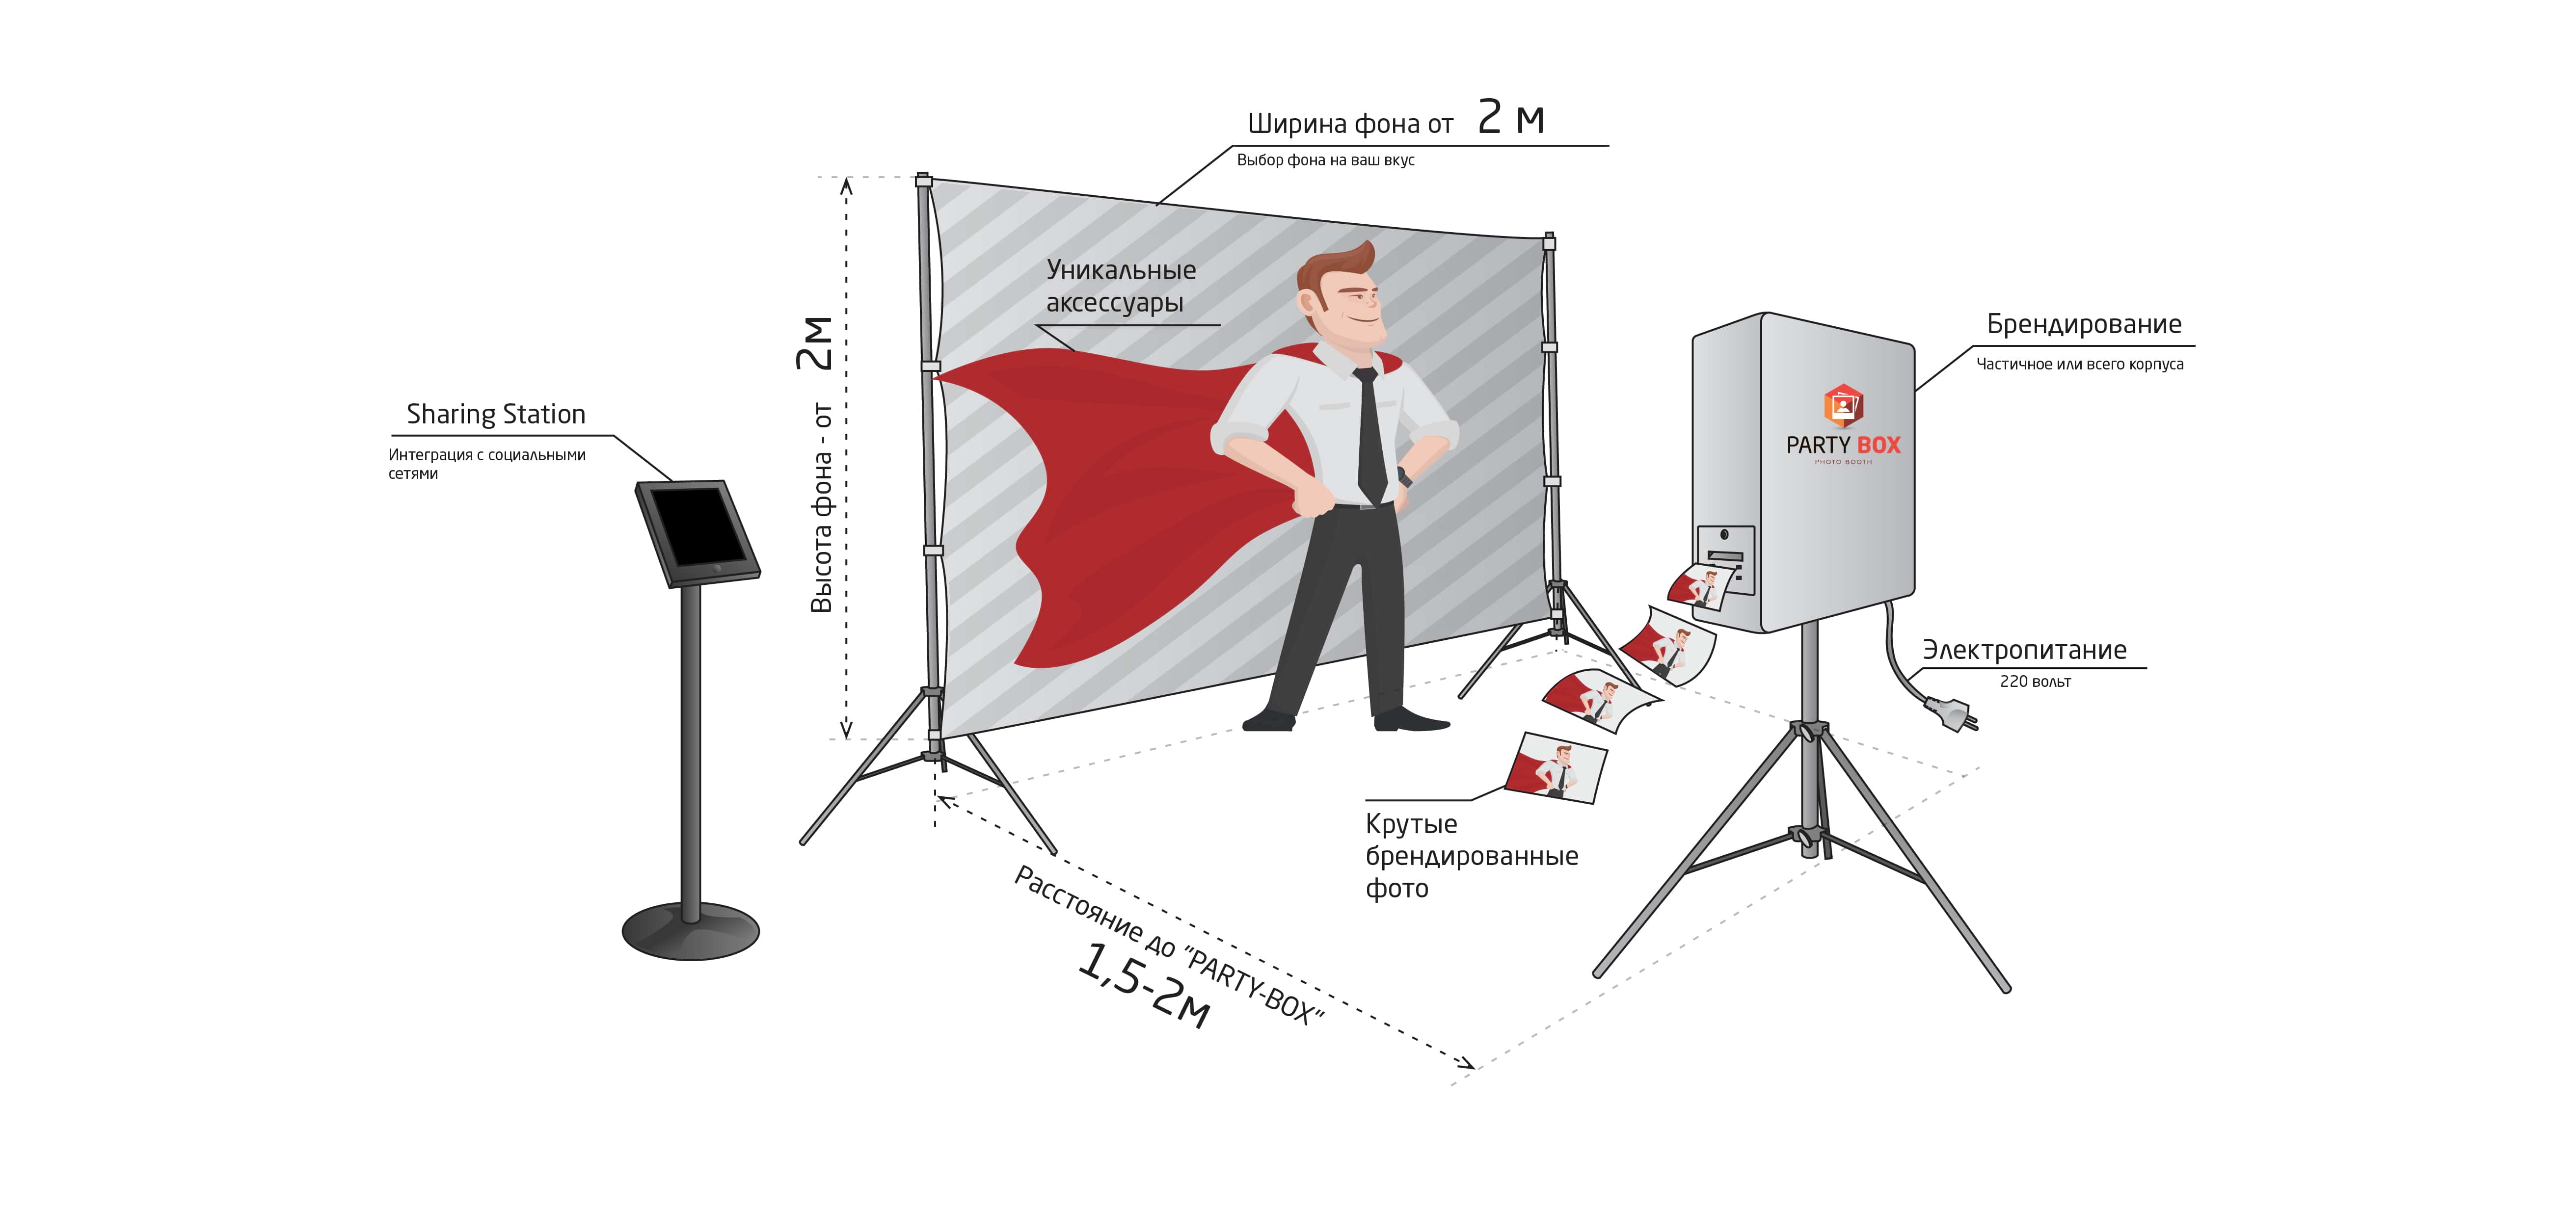 Ширина фона от 2 м
Выбор фона на ваш вкус
Уникальные
аксессуары
Высота фона - от 2м
Sharing Station
Интеграция с социальными
сетями
Брендирование
Частичное или всего корпуса
PARTY BOX
PHOTO BOOTH
Электропитание
220 вольт
Крутые
брендированные
фото
Расстояние до "PARTY-BOX"
1,5-2м